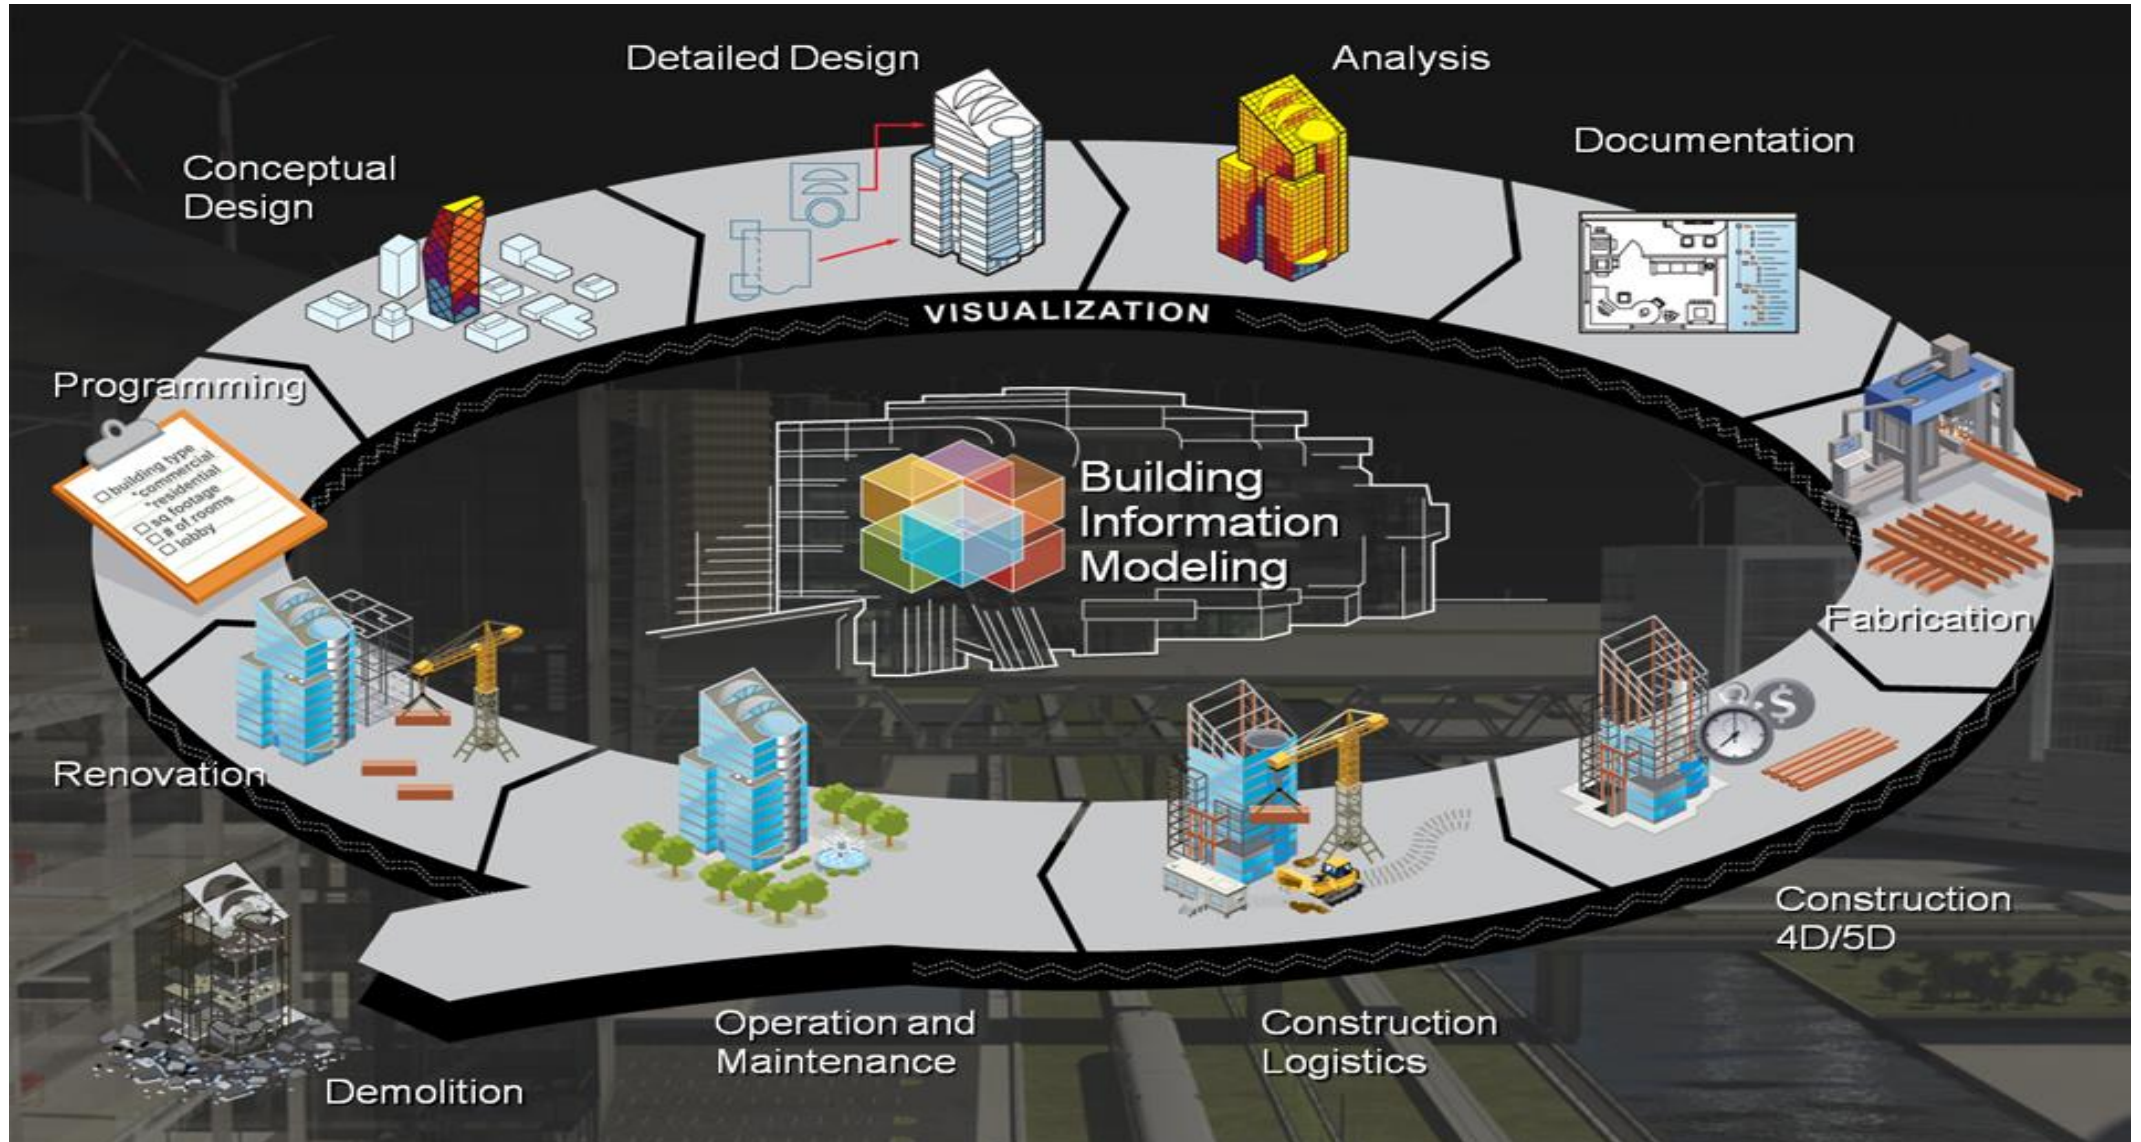 Detailed Design
Analysis
Documentation
Conceptual
Design
VISUALIZATION
Programming
building type
*commercial
*residential
sq footage
# of rooms
lobby
Building
Information
Modeling
Fabrication
$
Renovation
Construction
4D/5D
Operation and
Maintenance
Construction
Logistics
Demolition